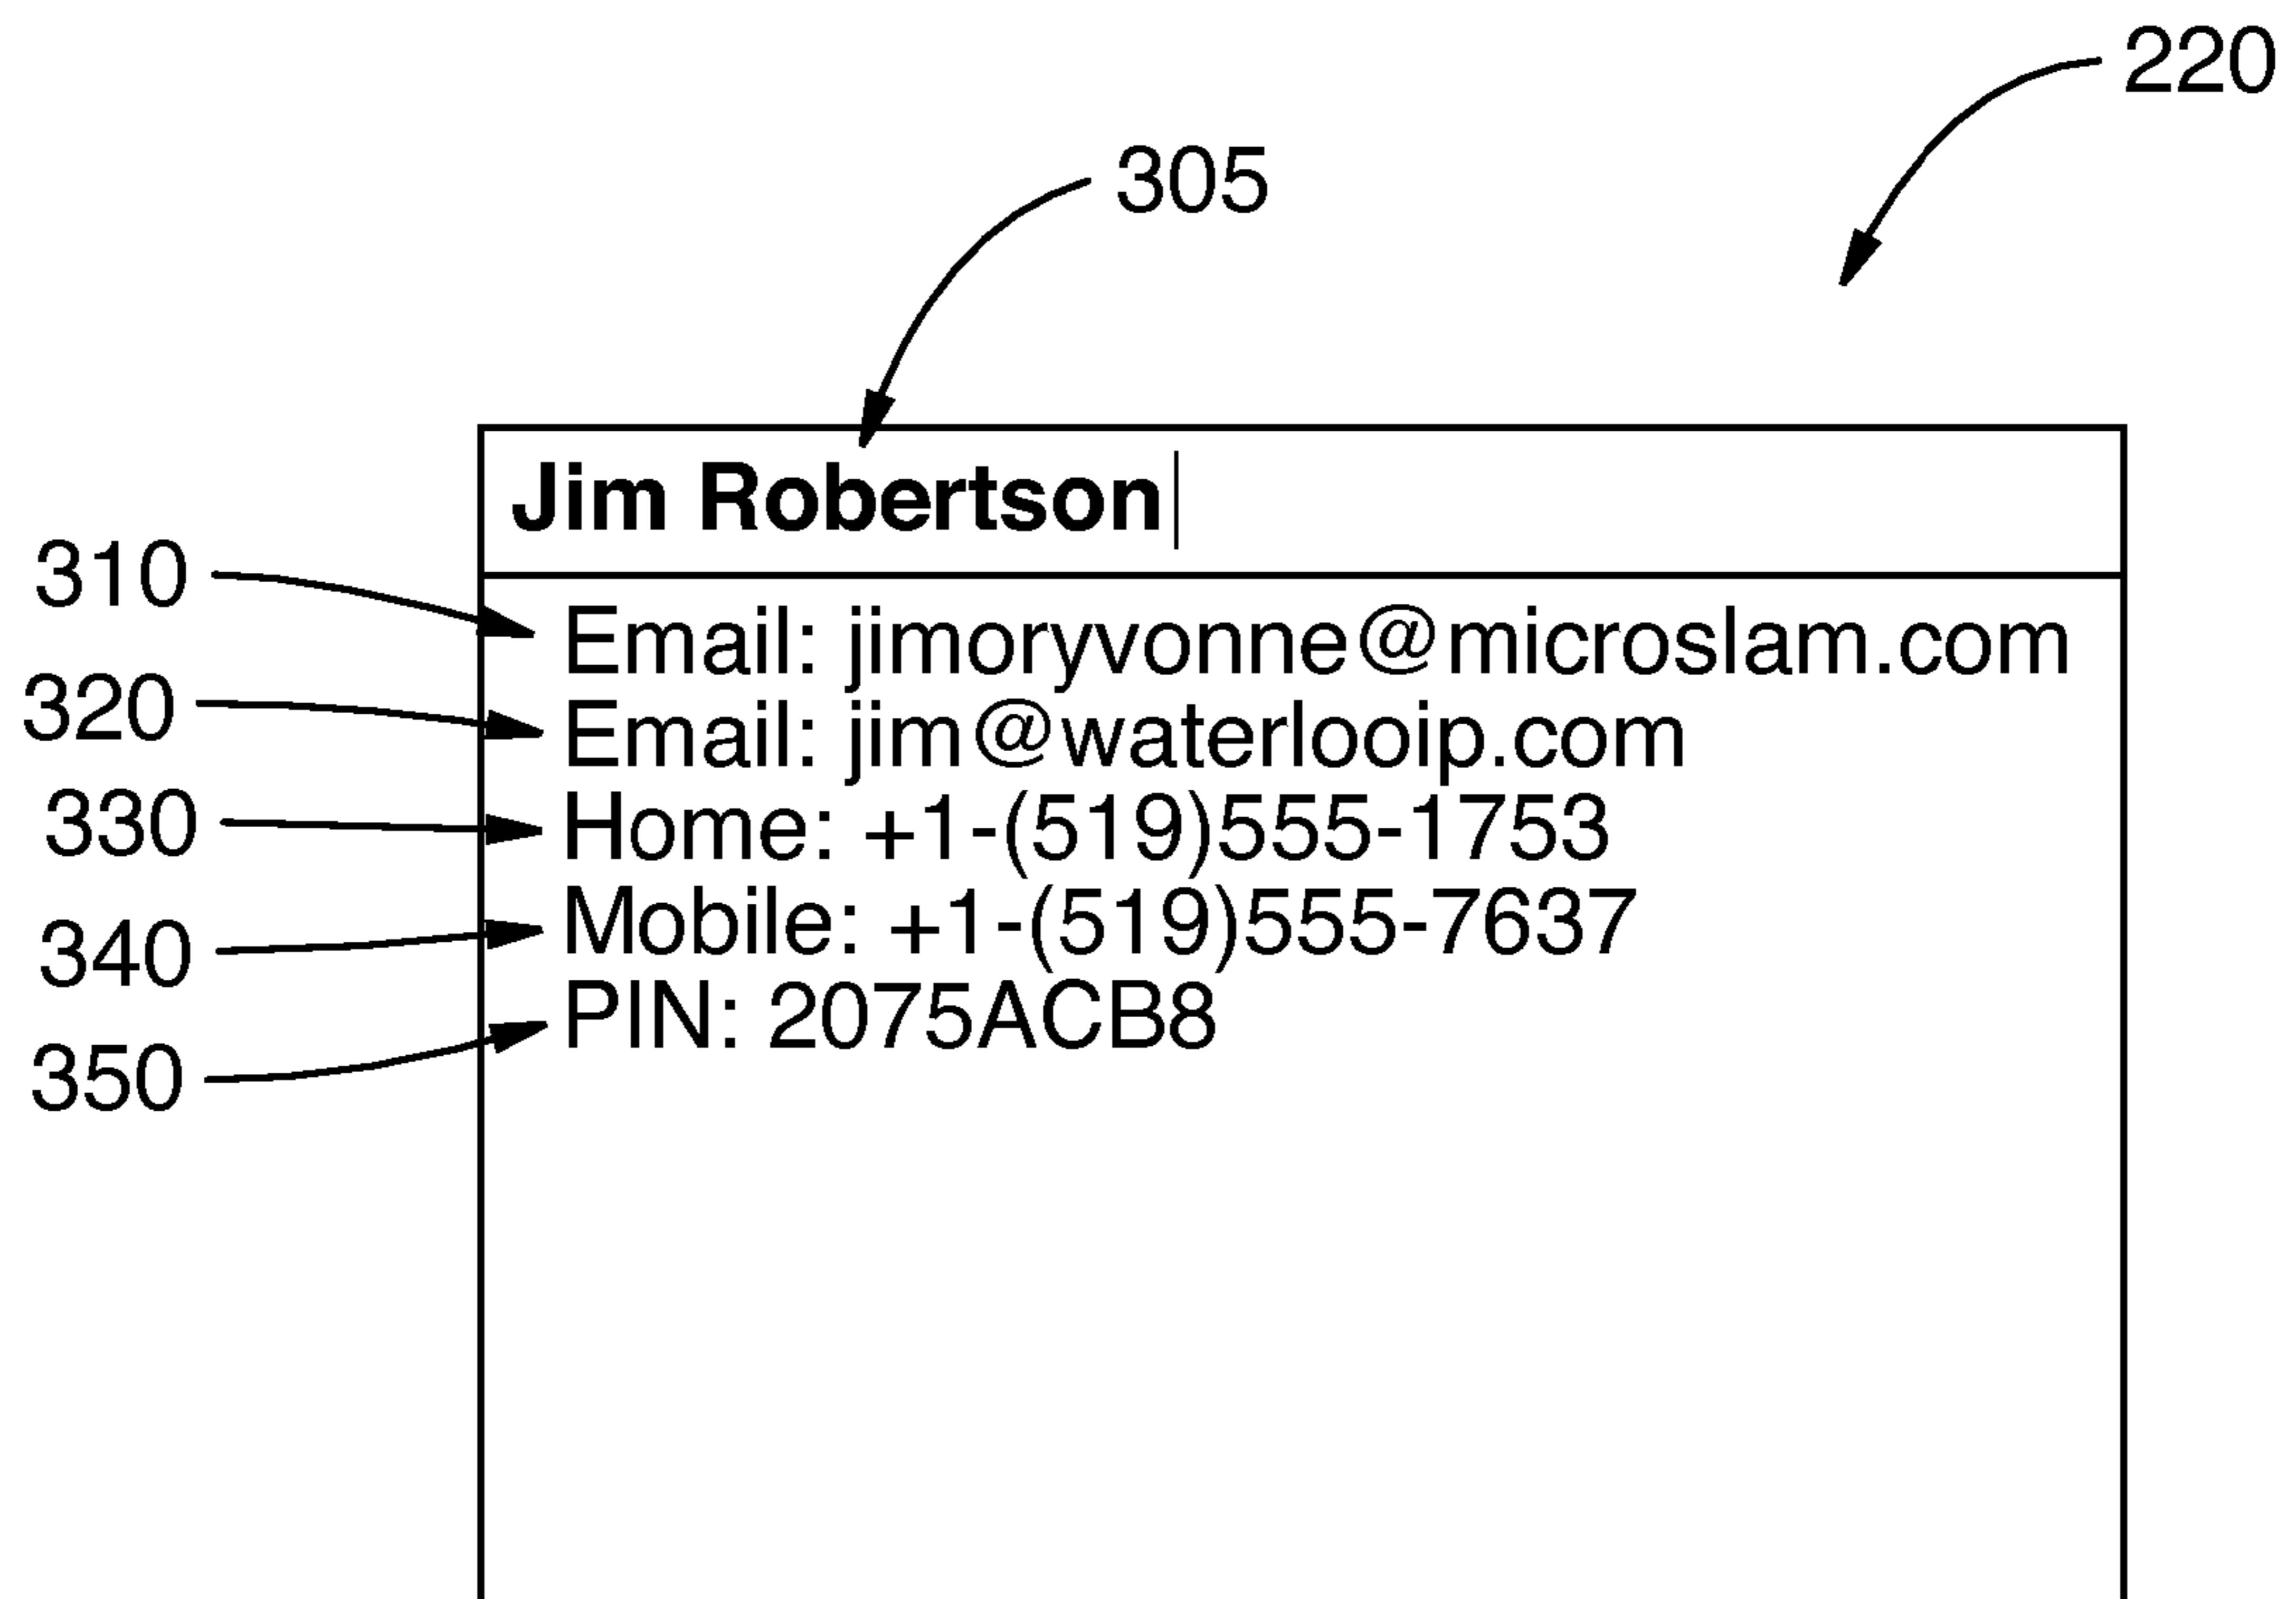 220
305
Jim Robertson
310
Email: jimoryvonne@microslam.com
320
Email: jim@waterlooip.com
330
Home: +1-(519)555-1753
340
Mobile: +1-(519)555-7637
PIN: 2075ACB8
350